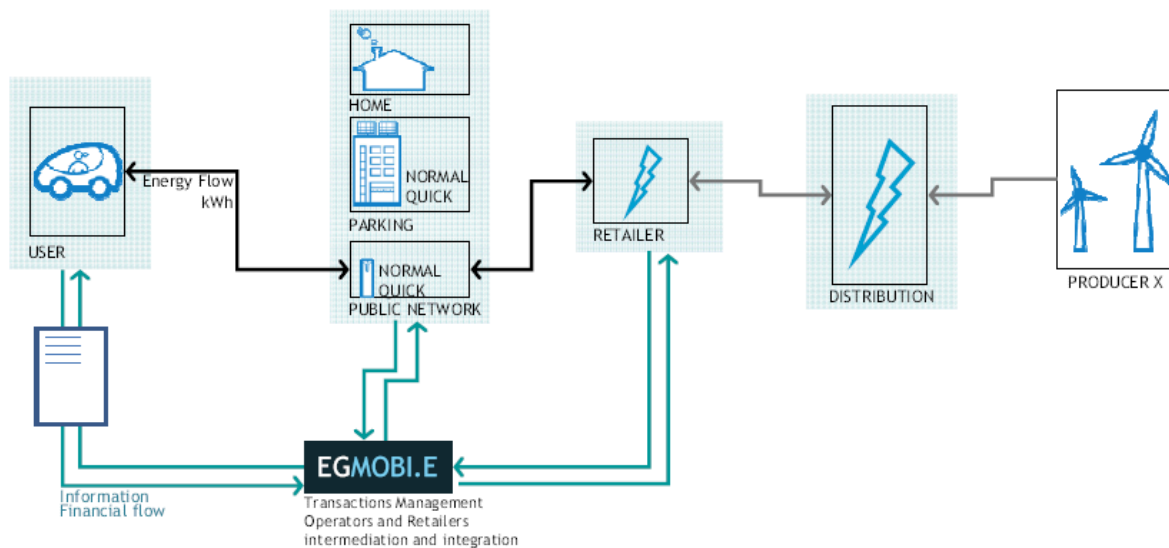 HOME
NORMAL
QUICK
PARKING
NORMAL
QUICK
PUBLIC NETWORK
Energy Flow
kWh
USER
RETAILER
DISTRIBUTION
PRODUCER X
EGMOBI.E
Transactions Management
Operators and Retailers
intermediation and integration
Information
Financial flow